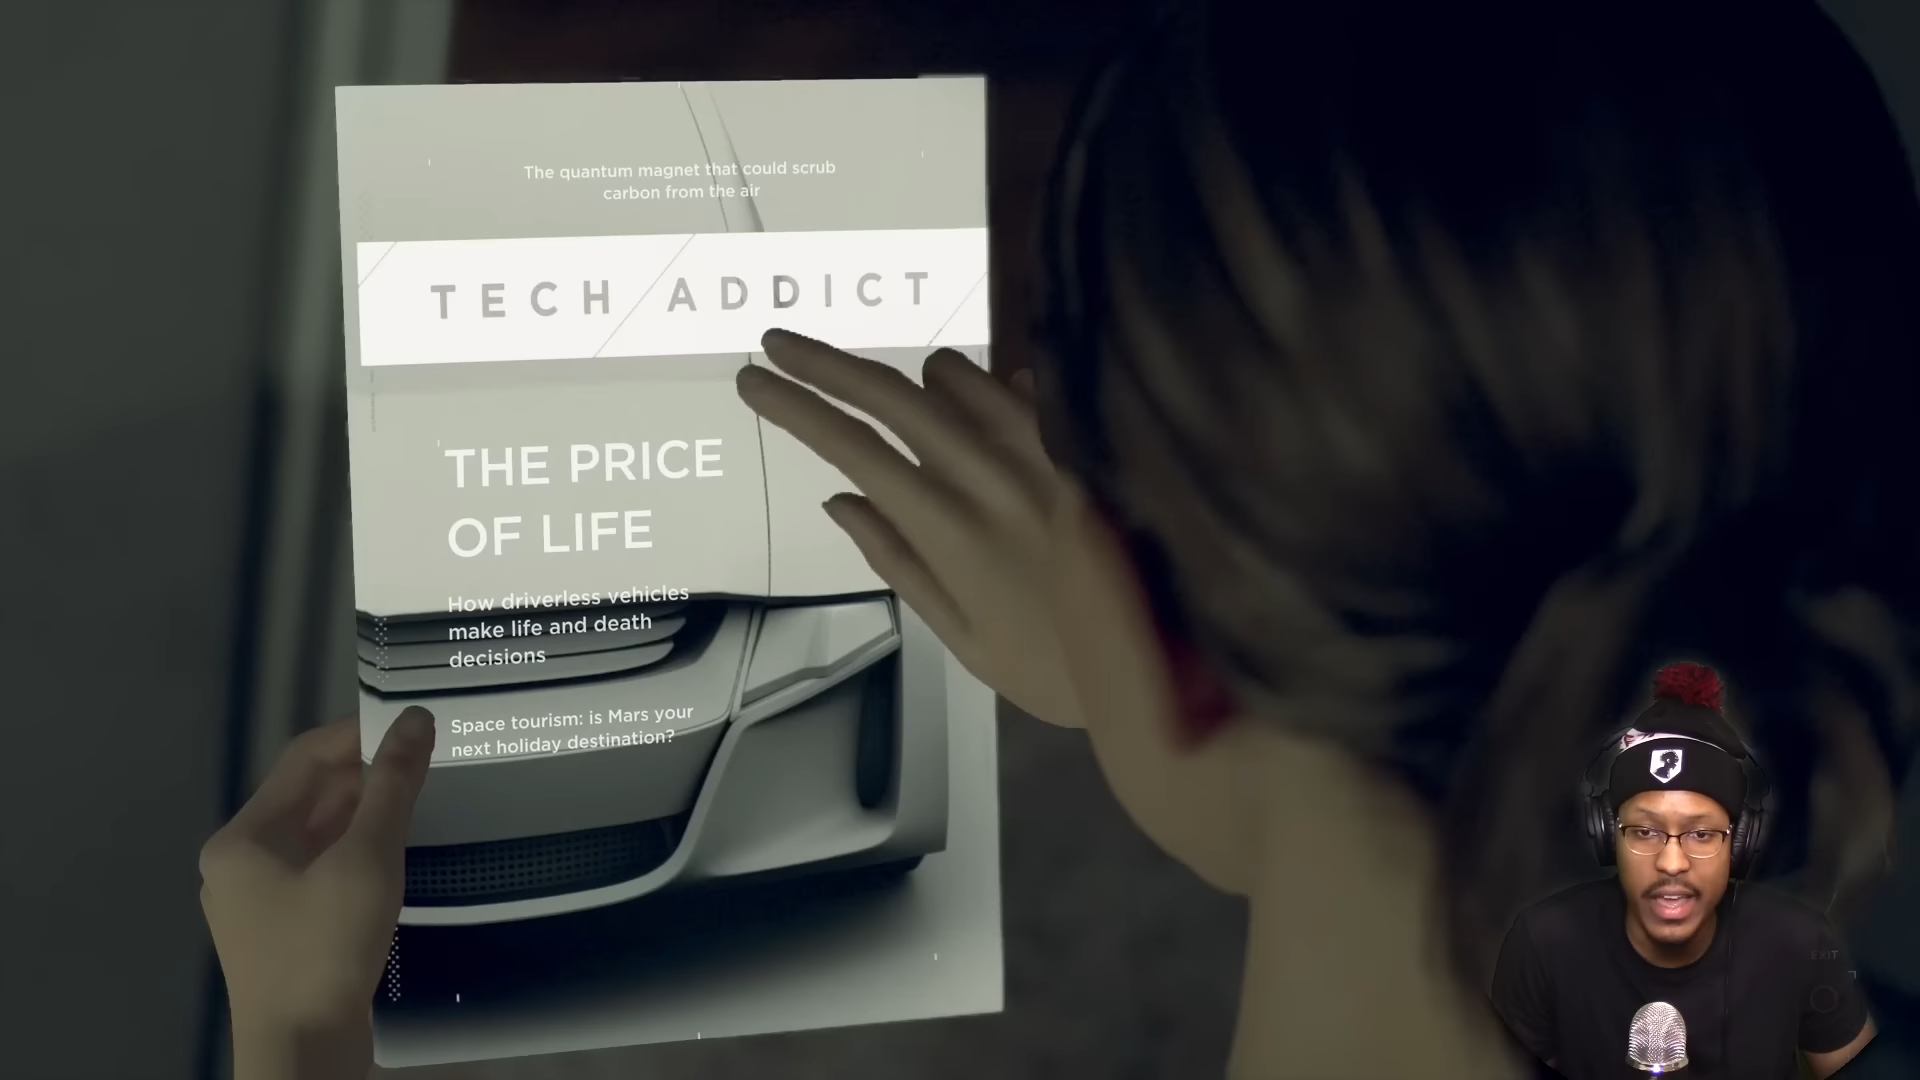 The quantum magnet that could scrub
carbon from the air
TECH ADDICT
THE PRICE
OF LIFE
How driverless vehicles
make life and death
decisions
Space tourism: is Mars your
next holiday destination?
EXIT